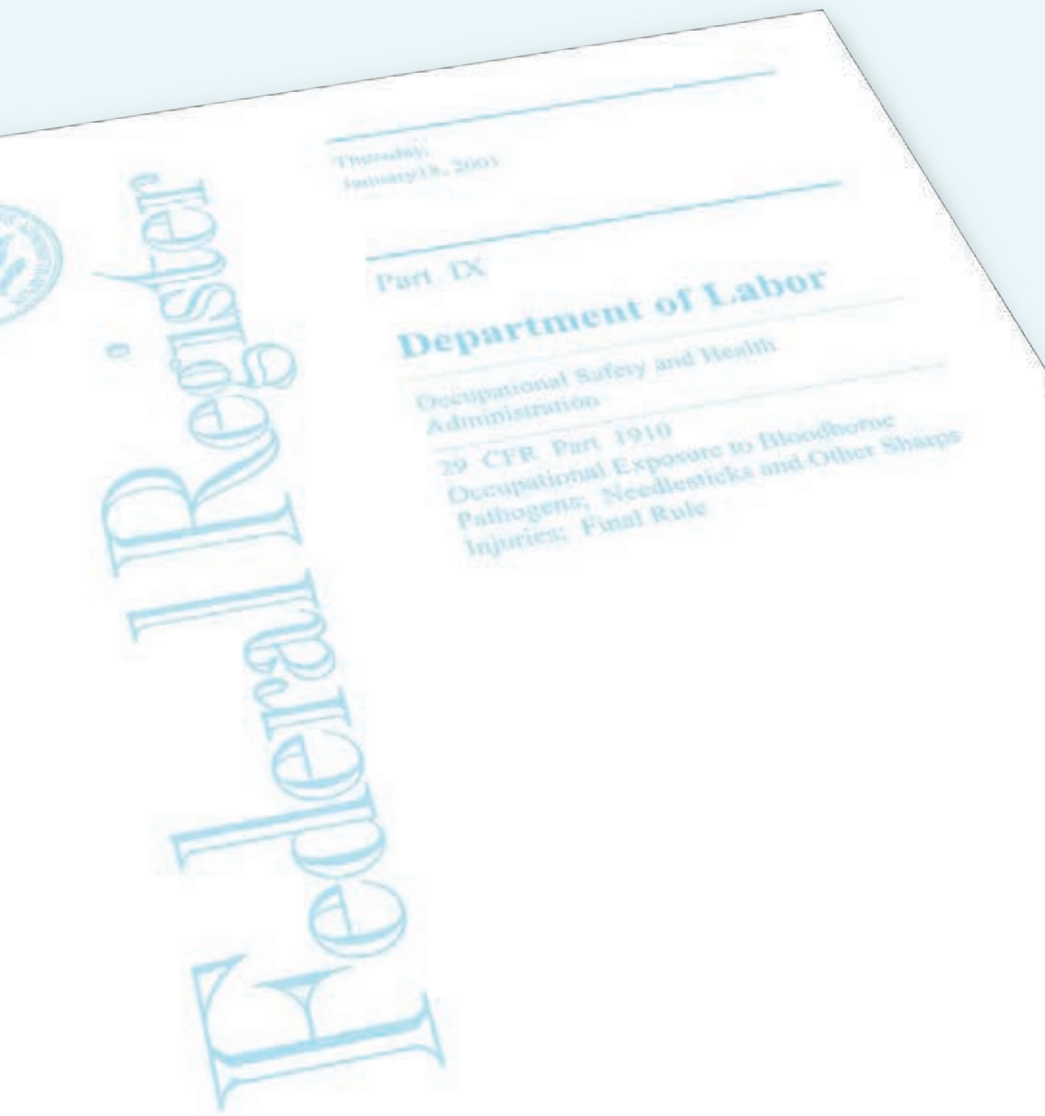 Federal Register
Thursday,
January 18, 2001
Part IX
Department of Labor
Occupational Safety and Health
Administration
29 CFR Part 1910
Occupational Exposure to Bloodborne
Pathogens; Needlesticks and Other Sharps
Injuries; Final Rule